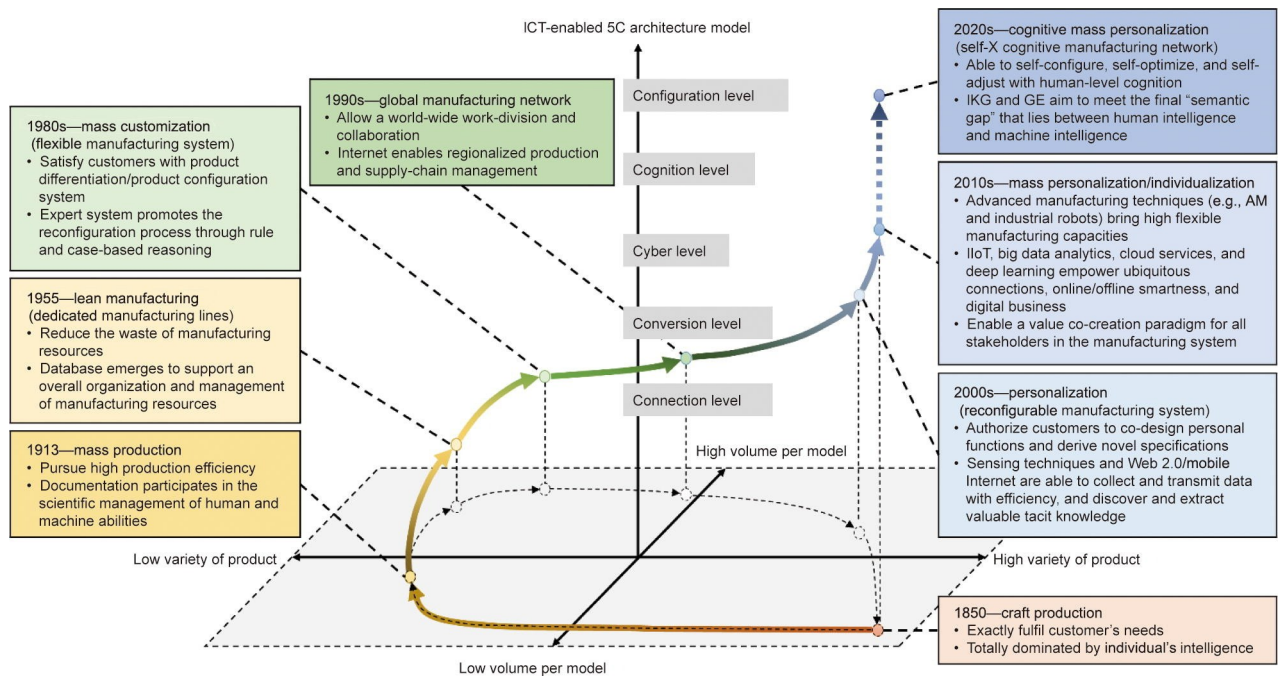 ICT-enabled 5C architecture model
Configuration level
Cognition level
Cyber level
Conversion level
Connection level
1980s—mass customization
(flexible manufacturing system)
• Satisfy customers with product
differentiation/product configuration
system
• Expert system promotes the
reconfiguration process through rule
and case-based reasoning
1990s—global manufacturing network
• Allow a world-wide work-division and
collaboration
• Internet enables regionalized production
and supply-chain management
2020s—cognitive mass personalization
(self-X cognitive manufacturing network)
• Able to self-configure, self-optimize, and self-
adjust with human-level cognition
• IKG and GE aim to meet the final “semantic
gap” that lies between human intelligence
and machine intelligence
1955—lean manufacturing
(dedicated manufacturing lines)
• Reduce the waste of manufacturing
resources
• Database emerges to support an
overall organization and management
of manufacturing resources
2010s—mass personalization/individualization
• Advanced manufacturing techniques (e.g., AM
and industrial robots) bring high flexible
manufacturing capacities
• IIoT, big data analytics, cloud services, and
deep learning empower ubiquitous
connections, online/offline smartness, and
digital business
• Enable a value co-creation paradigm for all
stakeholders in the manufacturing system
1913—mass production
• Pursue high production efficiency
• Documentation participates in the
scientific management of human and
machine abilities
2000s—personalization
(reconfigurable manufacturing system)
• Authorize customers to co-design personal
functions and derive novel specifications
• Sensing techniques and Web 2.0/mobile
Internet are able to collect and transmit data
with efficiency, and discover and extract
valuable tacit knowledge
High volume per model
Low variety of product
High variety of product
Low volume per model
1850—craft production
• Exactly fulfil customer’s needs
• Totally dominated by individual’s intelligence